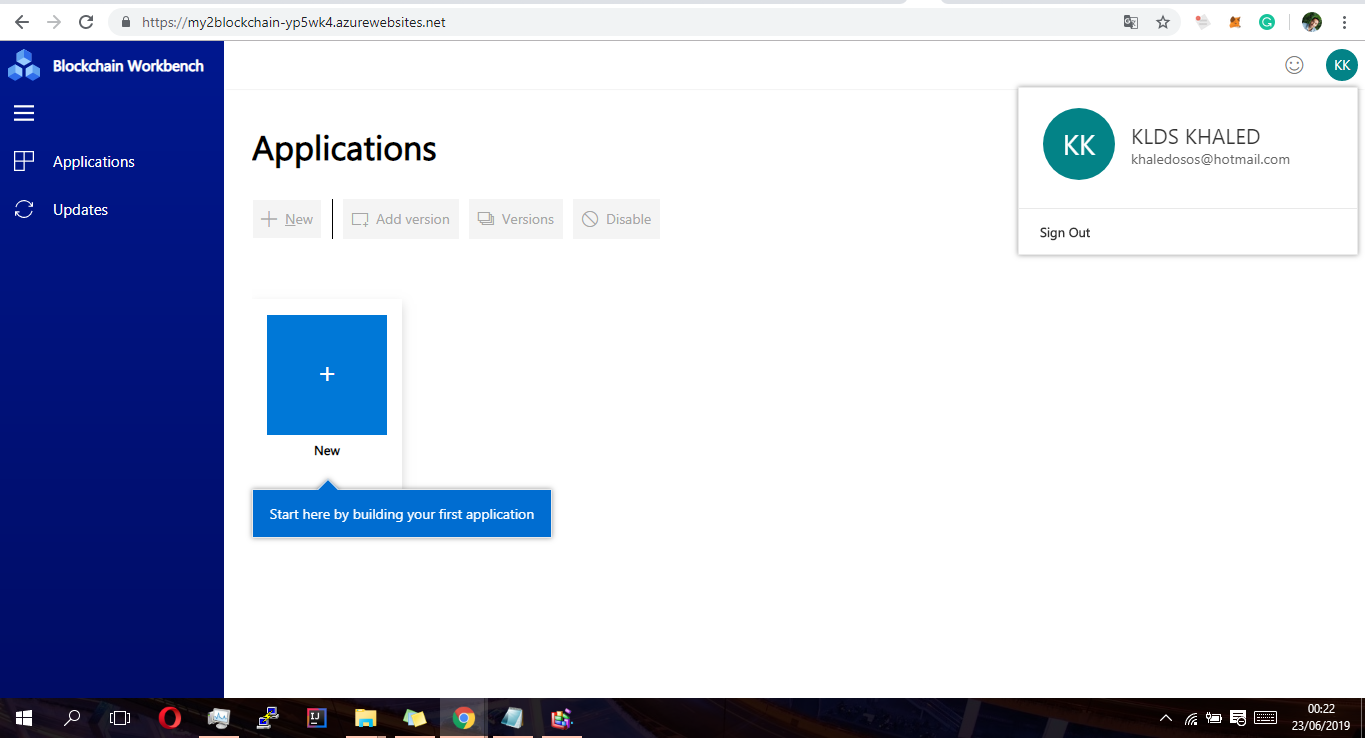 https://my2blockchain-yp5wk4.azurewebsites.net
Blockchain Workbench
KK
Applications
Updates
Applications
New
Add version
Versions
Disable
KK
KLDS KHALED
khaledosos@hotmail.com
Sign Out
New
Start here by building your first application
00:22
23/06/2019